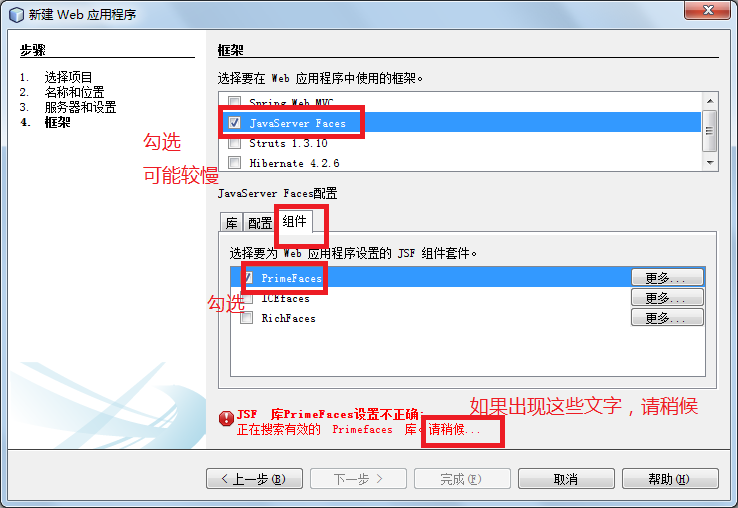 新建 Web 应用程序
步骤
1. 选择项目
2. 名称和位置
3. 服务器和设置
4. 框架
框架
选择要在 Web 应用程序中使用的框架。
Spring Web MVC
JavaServer Faces
Struts 1.3.10
Hibernate 4.2.6
勾选
可能较慢
JavaServer Faces配置
库 配置 组件
选择要为 Web 应用程序设置的 JSF 组件套件。
PrimeFaces 更多...
勾选
ICEfaces 更多...
RichFaces 更多...
如果出现这些文字，请稍候
JSF 库PrimeFaces设置不正确:
正在搜索有效的 Primefaces 库。请稍候...
< 上一步(B) 下一步 > 完成(F) 取消 帮助(H)